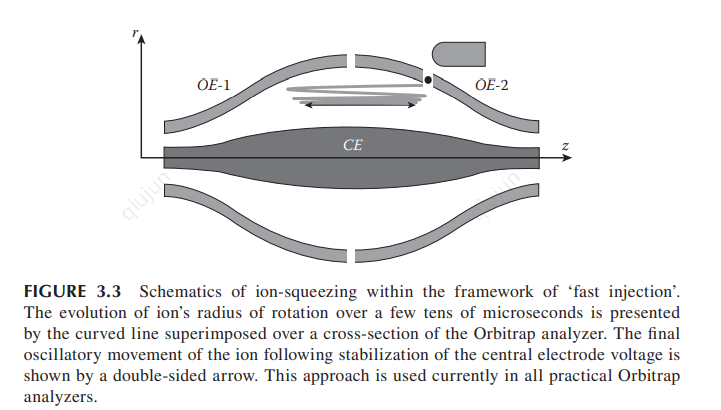 r
ŌĒ-1
ŌĒ-2
CE
z
qiujun
qiujun
FIGURE 3.3 Schematics of ion-squeezing within the framework of ‘fast injection’.
The evolution of ion’s radius of rotation over a few tens of microseconds is presented
by the curved line superimposed over a cross-section of the Orbitrap analyzer. The final
oscillatory movement of the ion following stabilization of the central electrode voltage is
shown by a double-sided arrow. This approach is used currently in all practical Orbitrap
analyzers.